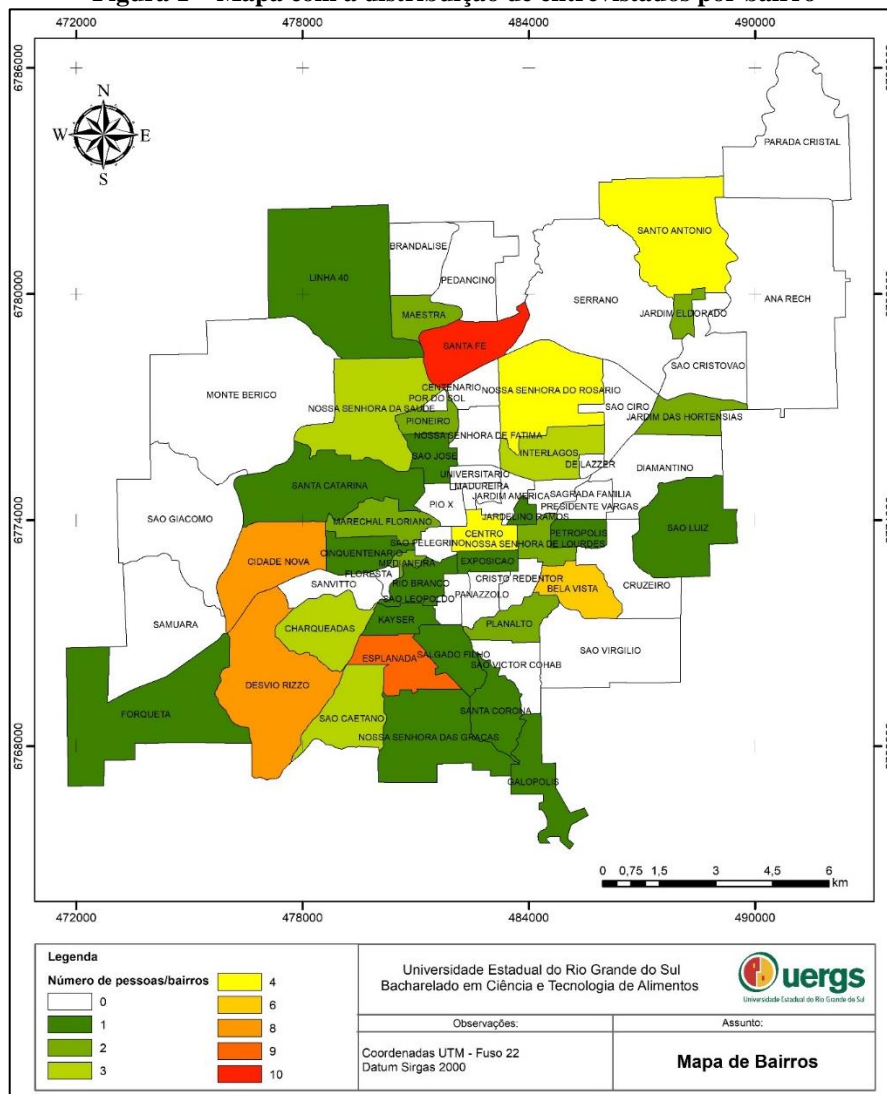 Figura 1 – Mapa com a distribuição de entrevistados por bairro
472000 478000 484000 490000
6786000
N
W E
S
PARADA CRISTAL
SANTO ANTONIO
BRANDALISE
LINHA 40
PEDANCINO
6780000
SERRANO
ANA RECH
MAESTRA
JARDIM ELDORADO
SANTA FE
SAO CRISTOVAO
CENTENARIO
NOSSA SENHORA DO ROSARIO
MONTE BERICO
POR DO SOL
NOSSA SENHORA DA SAUDE
SAO CIRO
JARDIM DAS HORTENSIAS
PIONEIRO
NOSSA SENHORA DE FATIMA
SAO JOSE
INTERLAGOS
DE LAZZER
DIAMANTINO
UNIVERSITARIO
SANTA CATARINA
MADUREIRA
JARDIM AMERICA
SAGRADA FAMILIA
PIO X
PRESIDENTE VARGAS
6774000
SAO GIACOMO
MARECHAL FLORIANO
JARDELINO RAMOS
SAO LUIZ
CENTRO
PETROPOLIS
SAO PELEGRINO
NOSSA SENHORA DE LOURDES
CIDADE NOVA
CINQUENTENARIO
MEDIANEIRA
EXPOSICAO
FLORESTA
CRISTO REDENTOR
SANVITTO
RIO BRANCO
BELA VISTA
CRUZEIRO
SAO LEOPOLDO
PANAZZOLO
SAMUARA
KAYSER
CHARQUEADAS
PLANALTO
SALGADO FILHO
SAO VIRGILIO
ESPLANADA
SAO VICTOR COHAB
DESVIO RIZZO
FORQUETA
SAO CAETANO
SANTA CORONA
NOSSA SENHORA DAS GRACAS
6768000
GALOPOLIS
0 0,75 1,5 3 4,5 6
km
472000 478000 484000 490000
Legenda
Número de pessoas/bairros
0
1
2
3
4
6
8
9
10
Universidade Estadual do Rio Grande do Sul
Bacharelado em Ciência e Tecnologia de Alimentos
uergs
Universidade Estadual do Rio Grande do Sul
Observações:
Assunto:
Coordenadas UTM - Fuso 22
Datum Sirgas 2000
Mapa de Bairros